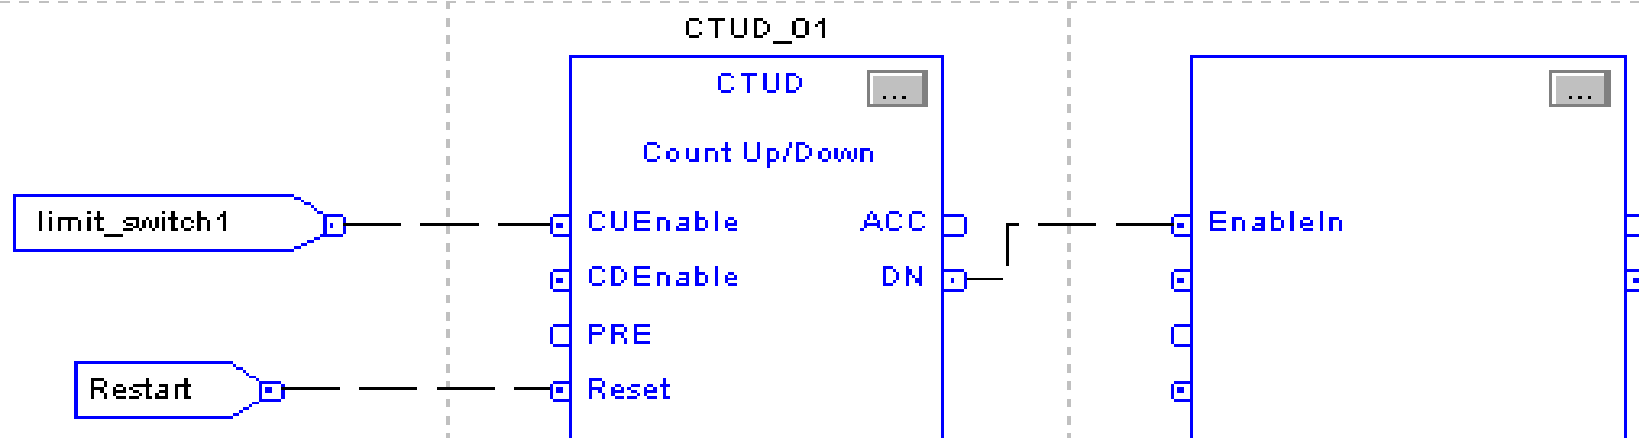 CTUD_01
CTUD
...
...
Count Up/Down
limit_switch1
CUEnable
ACC
EnableIn
CDEnable
DN
PRE
Restart
Reset